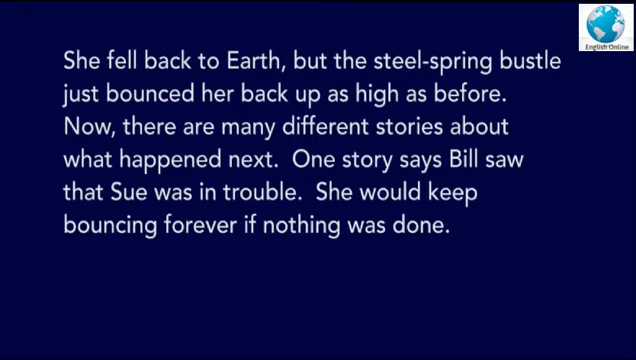 English Online
She fell back to Earth, but the steel-spring bustle
just bounced her back up as high as before.
Now, there are many different stories about
what happened next.  One story says Bill saw
that Sue was in trouble.  She would keep
bouncing forever if nothing was done.